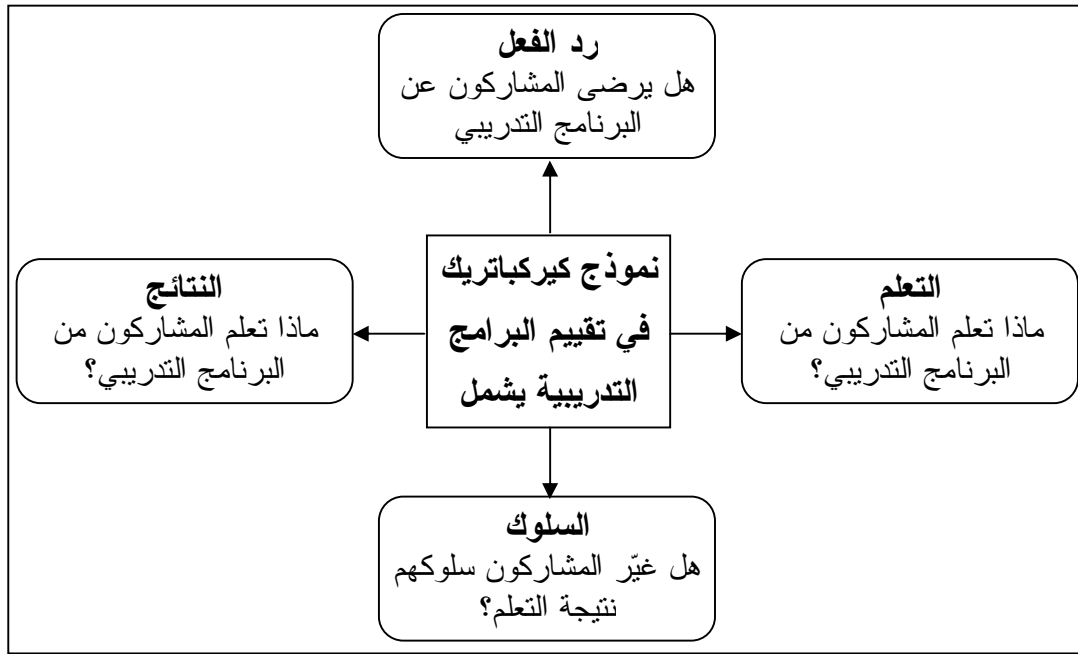 رد الفعل
هل يرضى المشاركون عن
البرنامج التدريبي
نموذج كيركباتريك
في تقييم البرامج
التدريبية يشمل
التعلم
ماذا تعلم المشاركون من
البرنامج التدريبي؟
النتائج
ماذا تعلم المشاركون من
البرنامج التدريبي؟
السلوك
هل غيّر المشاركون سلوكهم
نتيجة التعلم؟